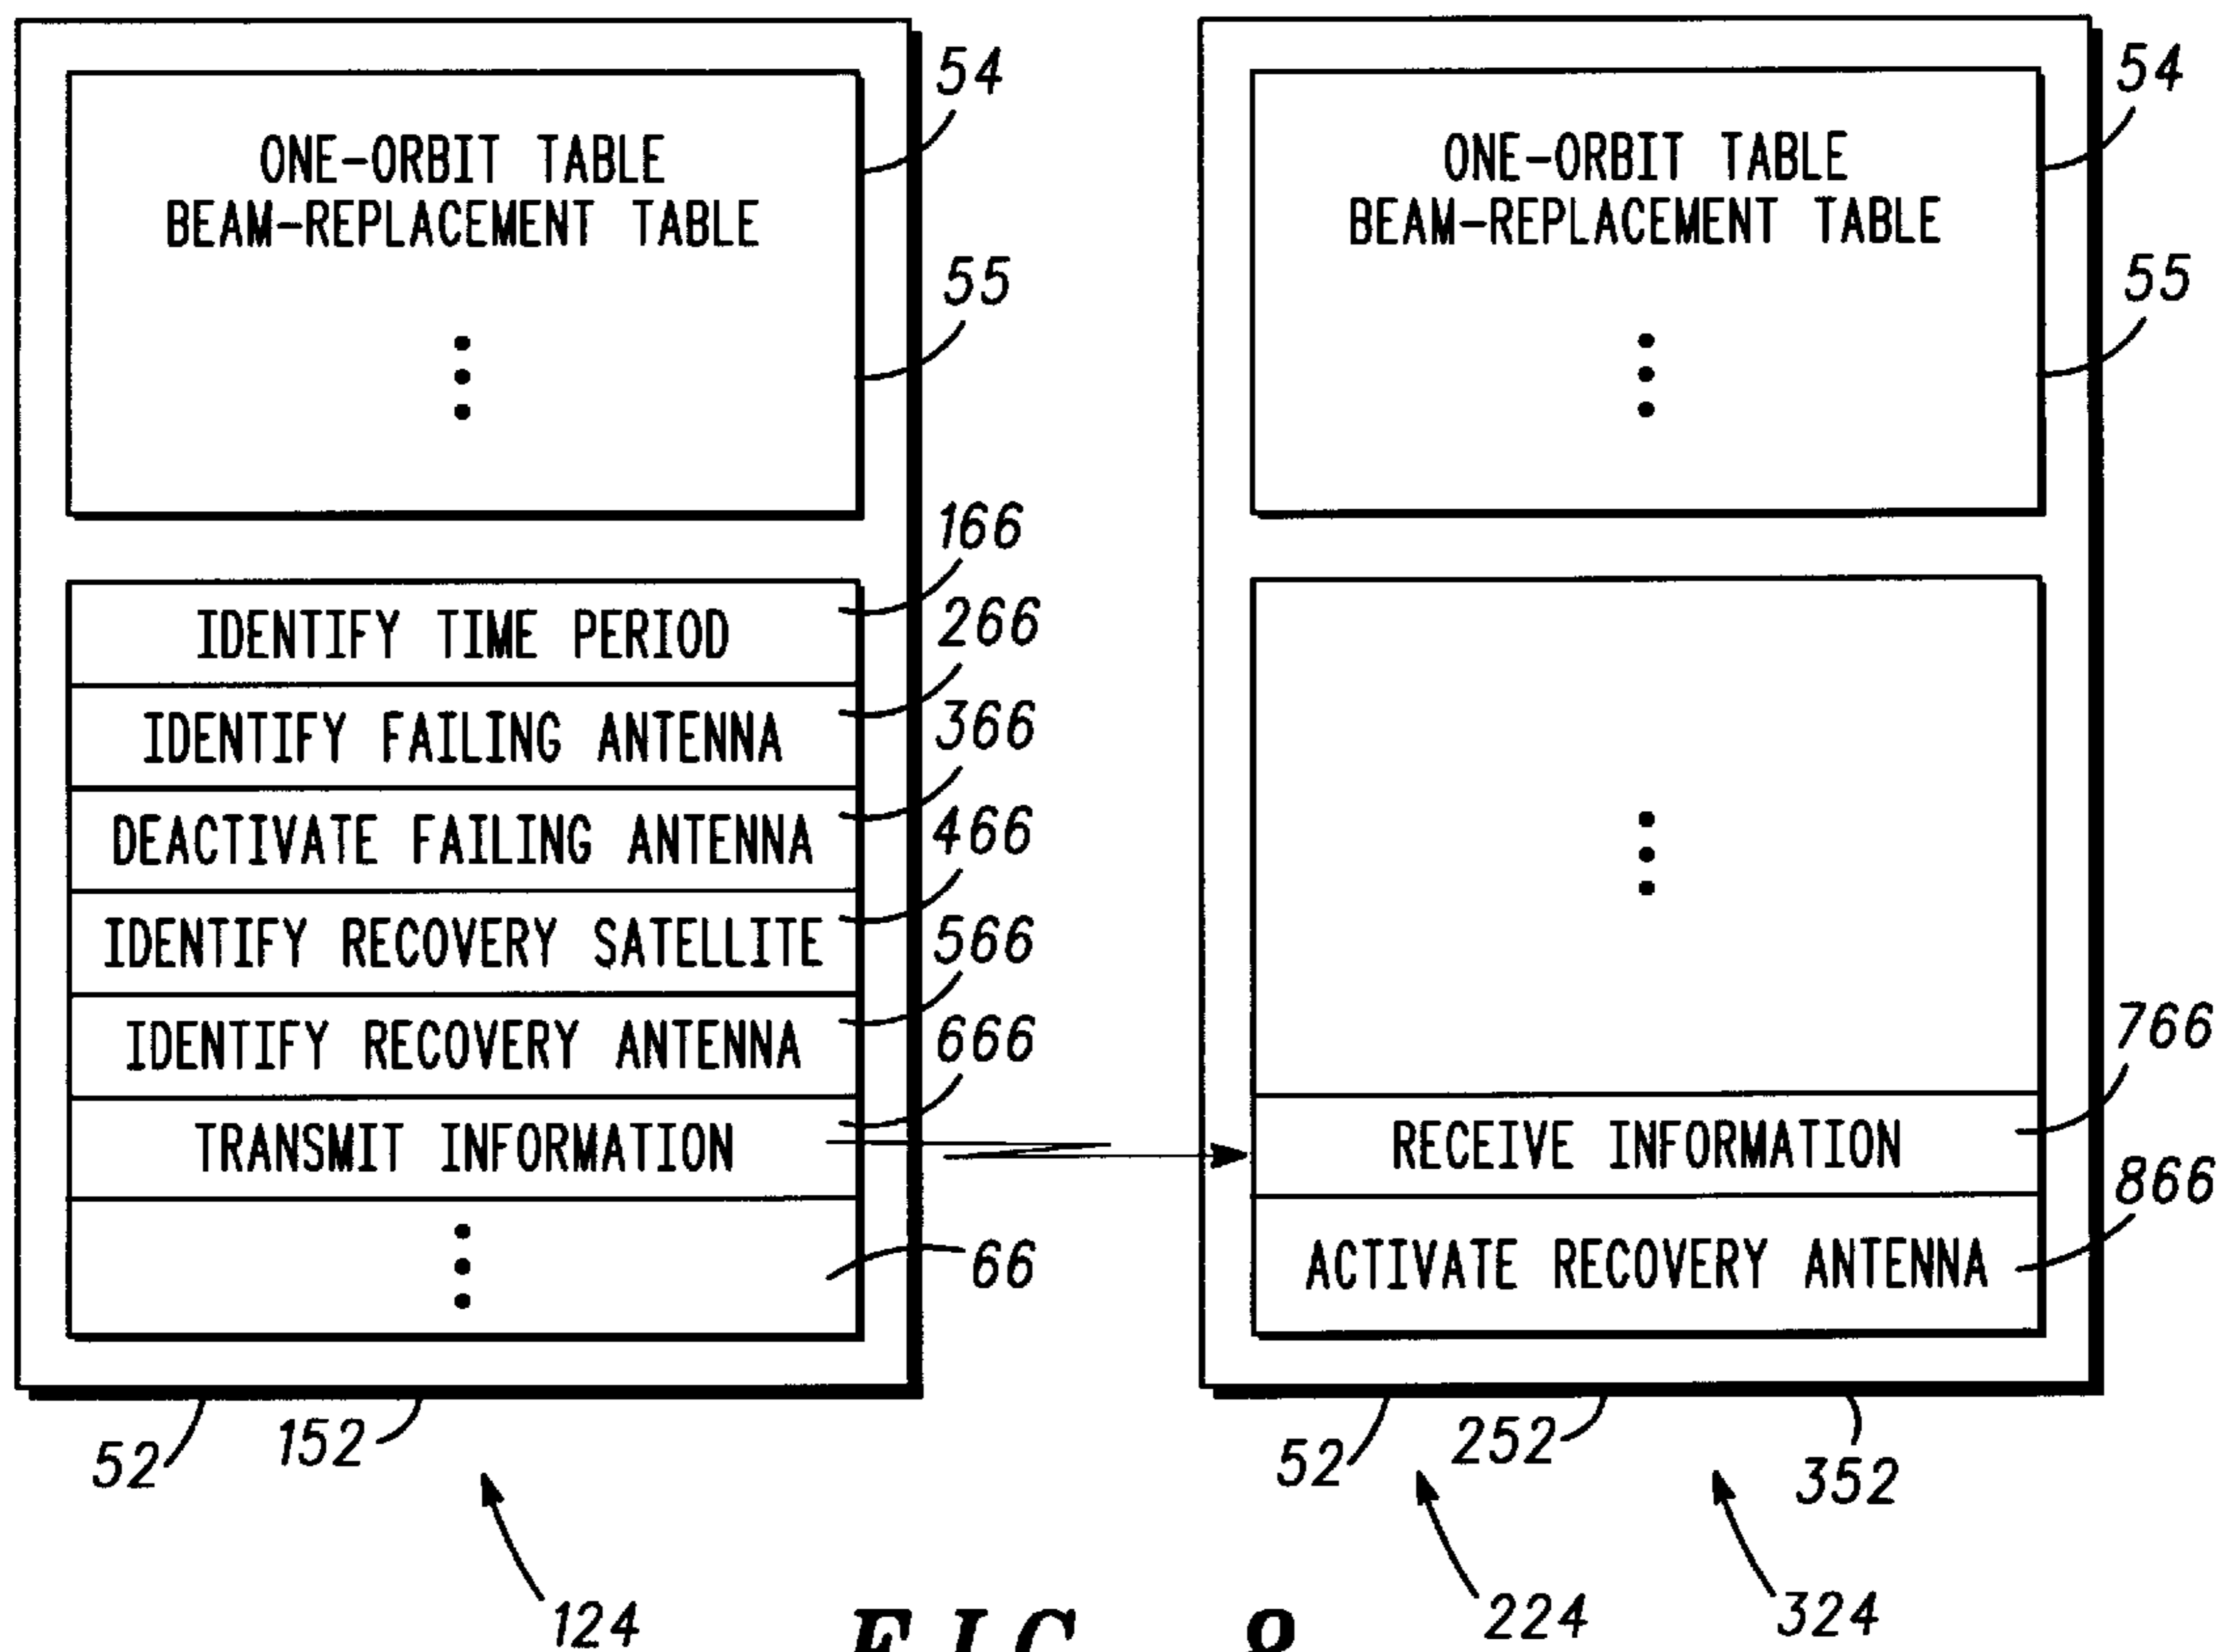 54
ONE-ORBIT TABLE
BEAM-REPLACEMENT TABLE
55
166
IDENTIFY TIME PERIOD
266
IDENTIFY FAILING ANTENNA
366
DEACTIVATE FAILING ANTENNA
466
IDENTIFY RECOVERY SATELLITE
566
IDENTIFY RECOVERY ANTENNA
666
TRANSMIT INFORMATION
66
52
152
124
54
ONE-ORBIT TABLE
BEAM-REPLACEMENT TABLE
55
766
RECEIVE INFORMATION
866
ACTIVATE RECOVERY ANTENNA
52
252
352
224
324
FIG. 8